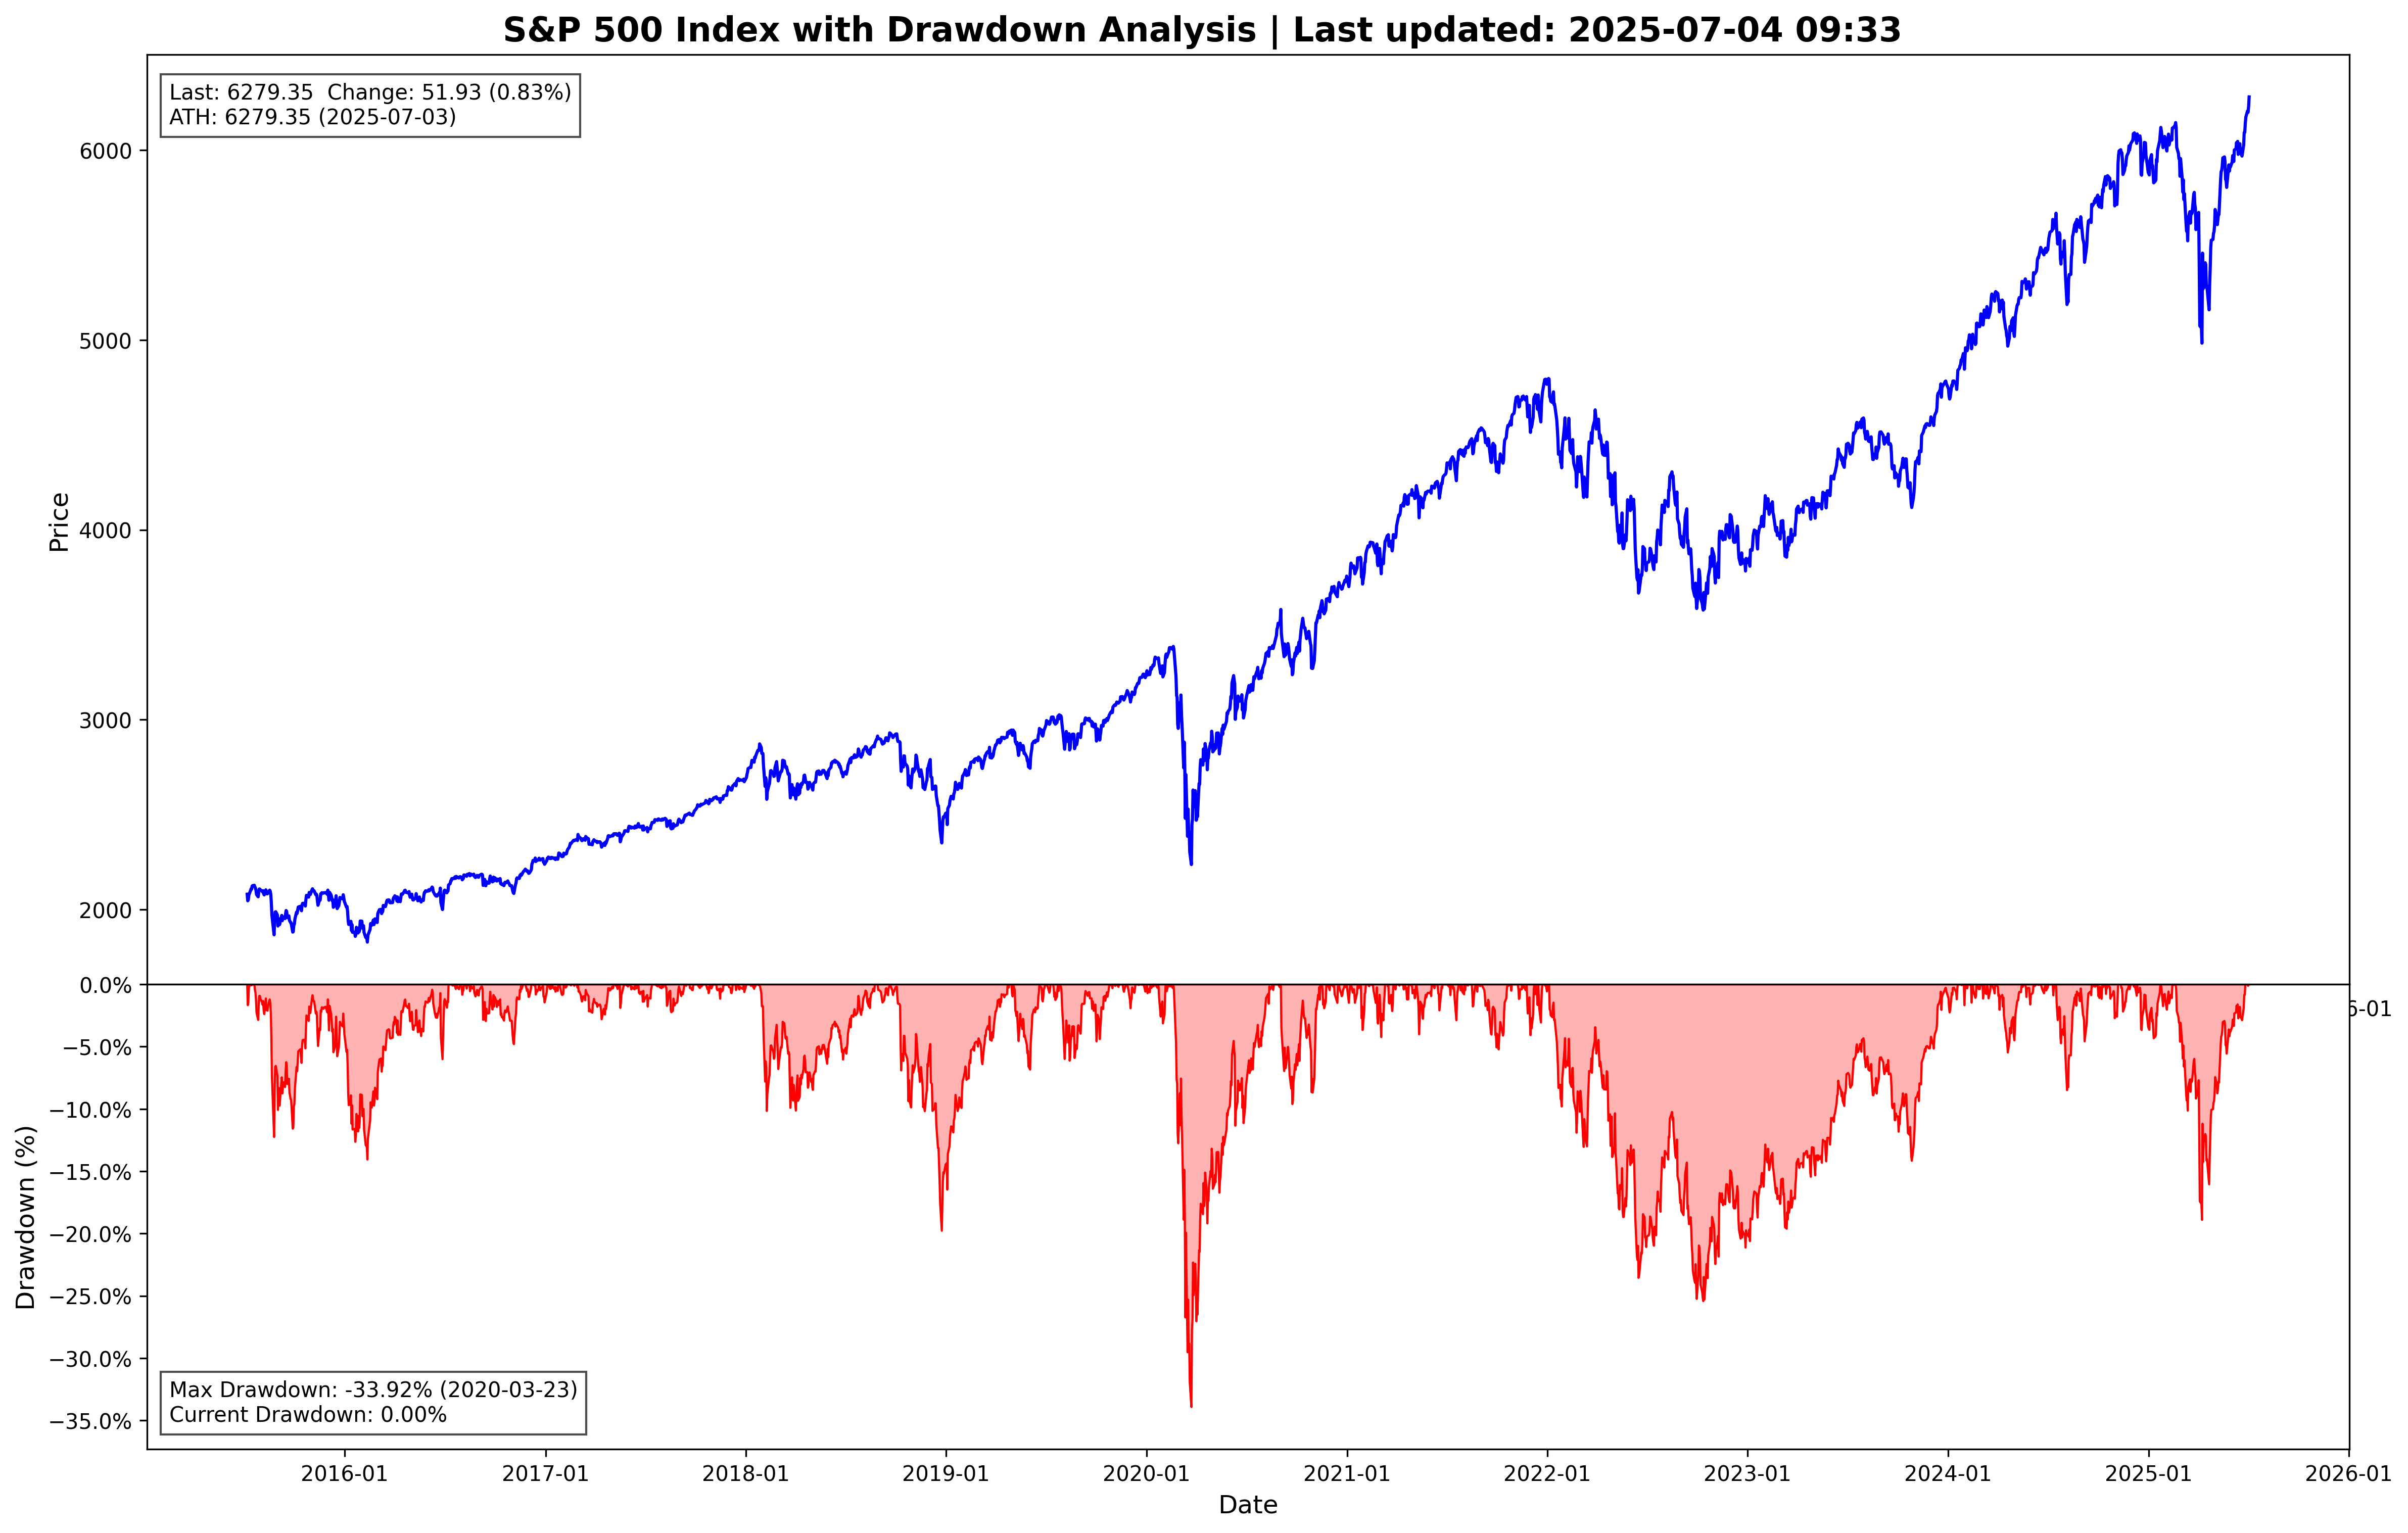 S&P 500 Index with Drawdown Analysis | Last updated: 2025-07-04 09:33
Last: 6279.35  Change: 51.93 (0.83%)
ATH: 6279.35 (2025-07-03)
Price
6000
5000
4000
3000
2000
0.0%
−5.0%
−10.0%
−15.0%
−20.0%
−25.0%
−30.0%
−35.0%
Drawdown (%)
6-01
Max Drawdown: -33.92% (2020-03-23)
Current Drawdown: 0.00%
2016-01 2017-01 2018-01 2019-01 2020-01 2021-01 2022-01 2023-01 2024-01 2025-01 2026-01
Date